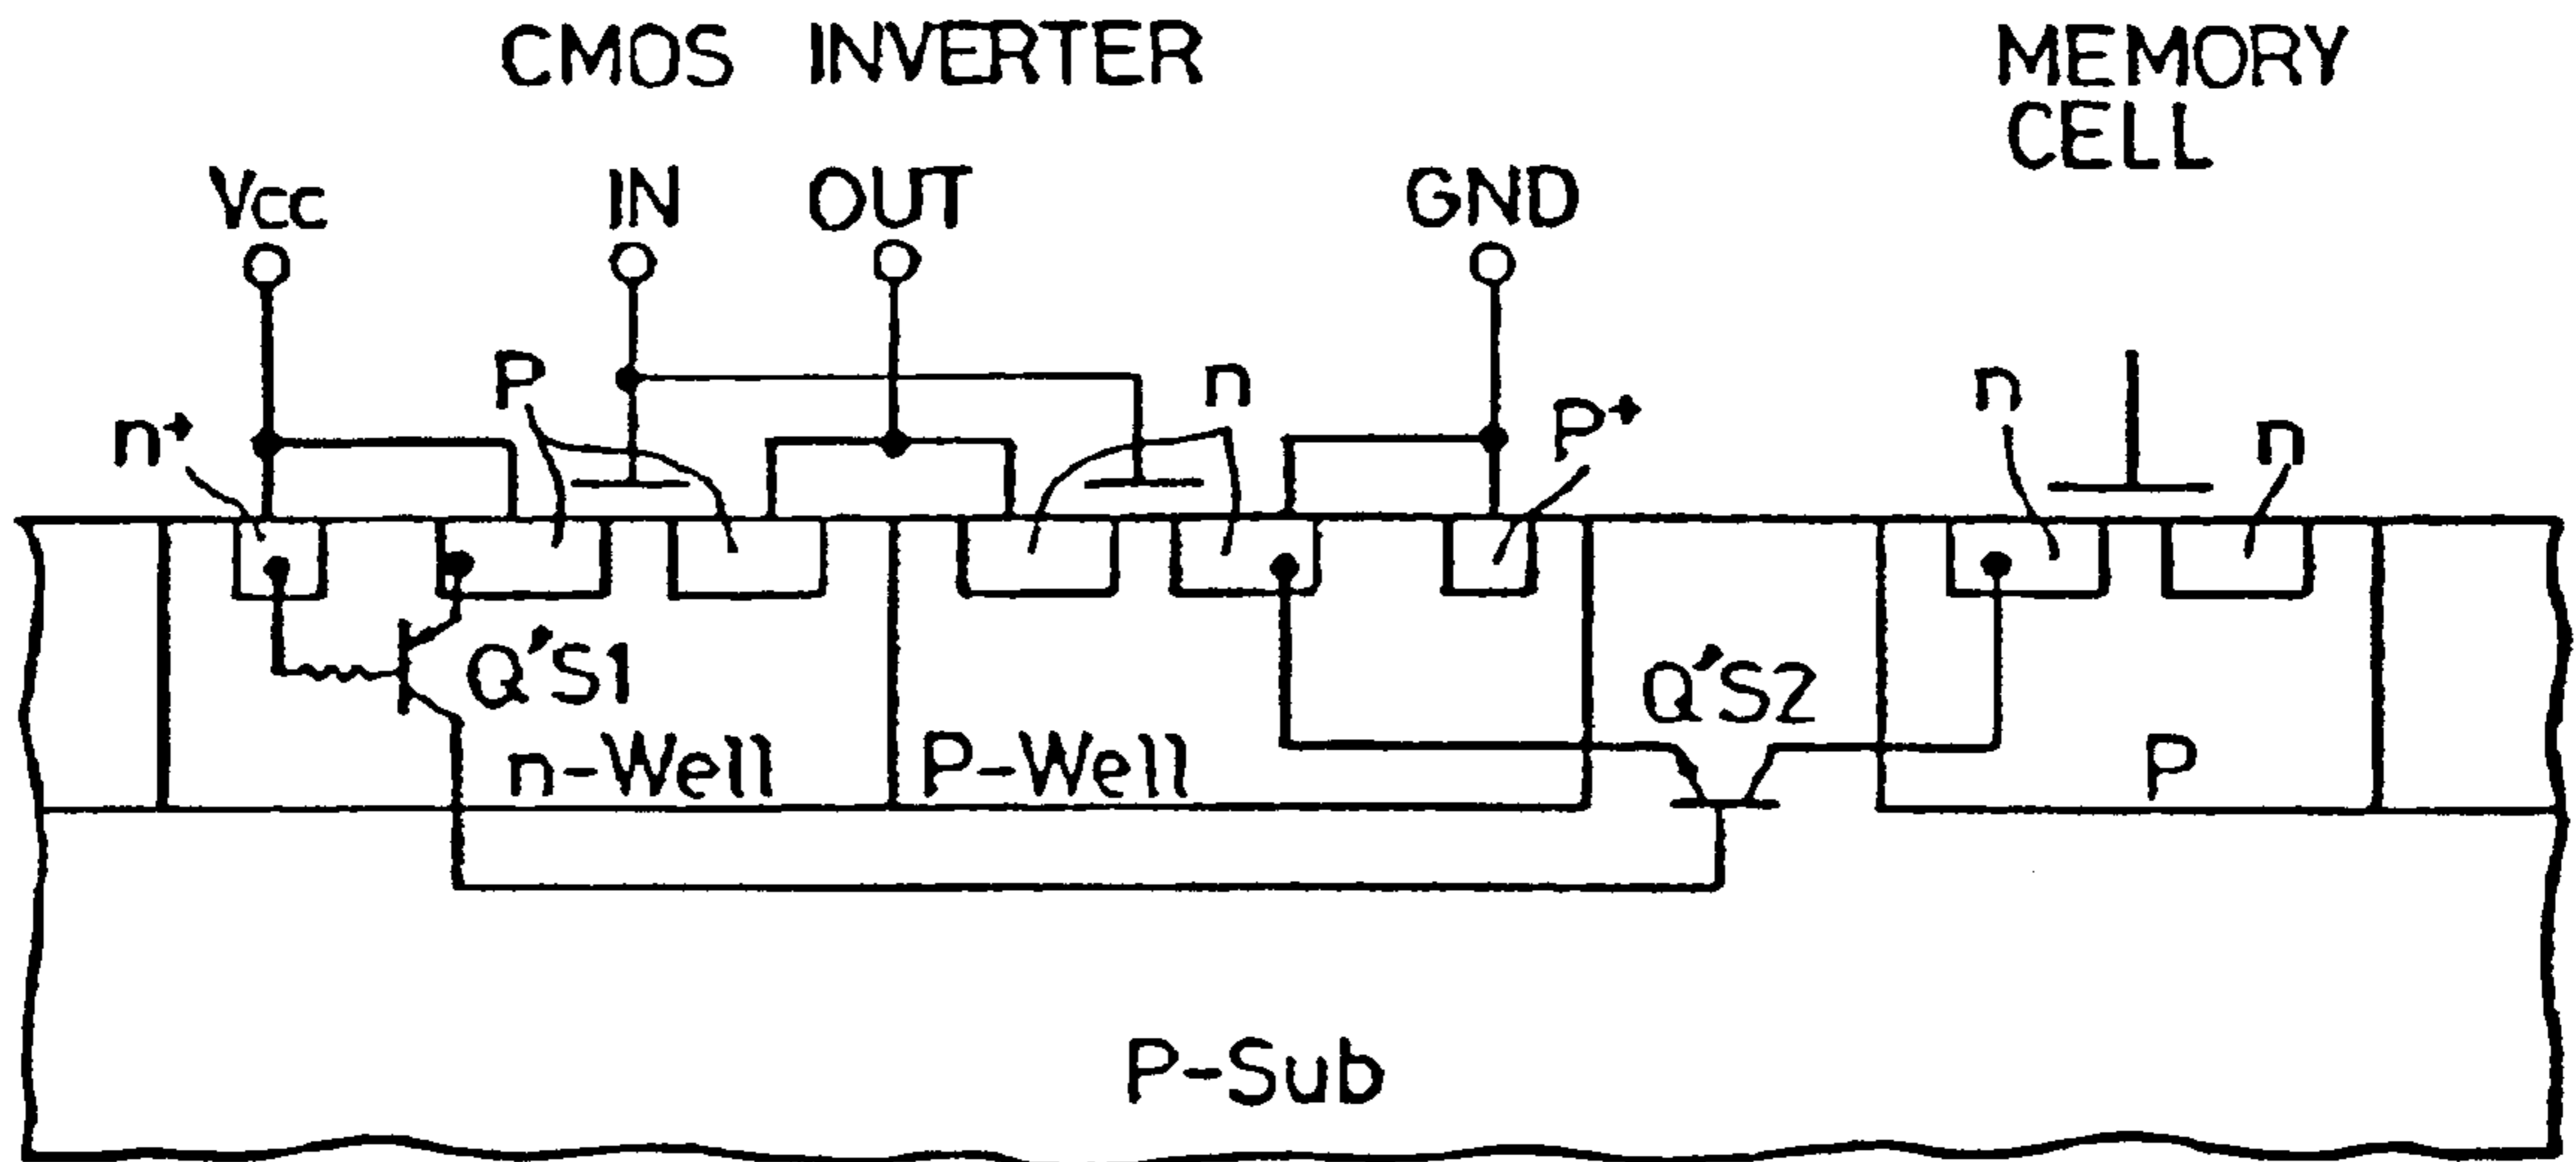 CMOS INVERTER
MEMORY
CELL
Vcc
IN
OUT
GND
n+
P
n
P+
n
n
Q'S1
Q'S2
n-Well
P-Well
P
P-Sub